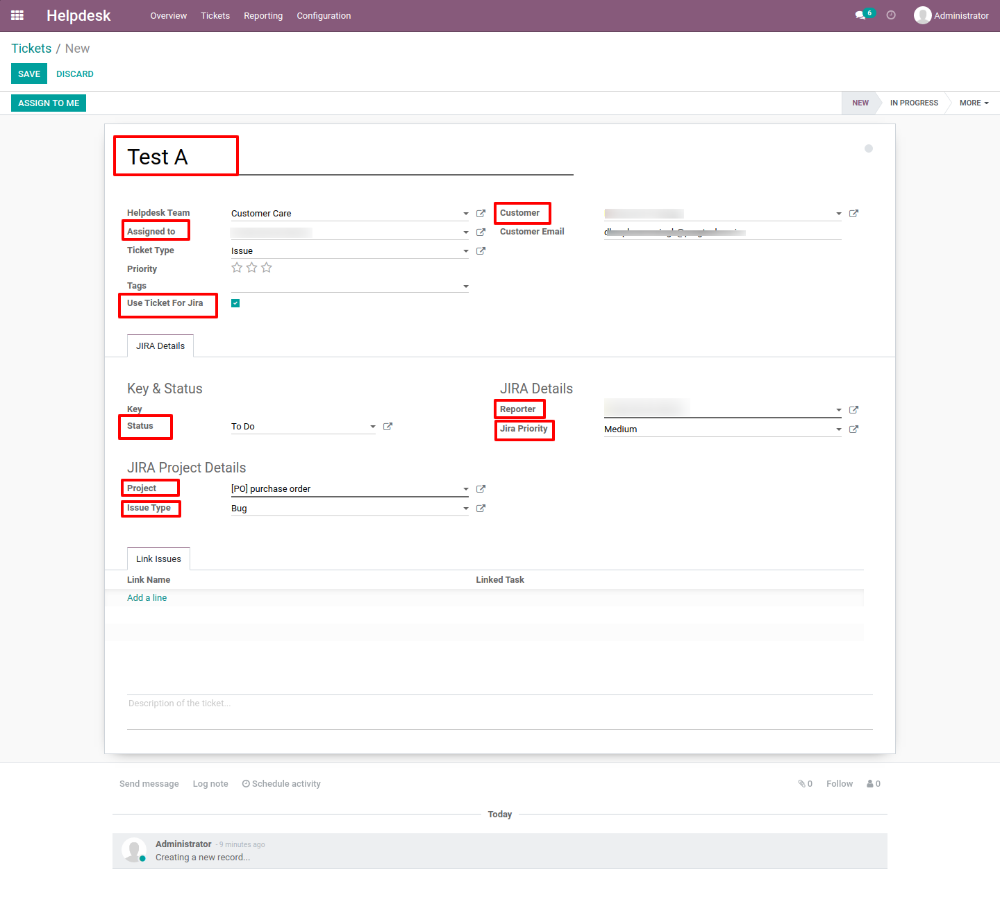 Helpdesk Overview Tickets Reporting Configuration 6 Administrator
Tickets / New
SAVE DISCARD
ASSIGN TO ME NEW IN PROGRESS MORE
Test A
Helpdesk Team Customer Care Customer
Assigned to Customer Email
Ticket Type Issue
Priority
Tags
Use Ticket For Jira
JIRA Details
Key & Status JIRA Details
Key Reporter
Status To Do Jira Priority Medium
JIRA Project Details
Project [PO] purchase order
Issue Type Bug
Link Issues
Link Name Linked Task
Add a line
Description of the ticket...
Send message Log note Schedule activity 0 Follow 0
Today
Administrator - 9 minutes ago
Creating a new record...